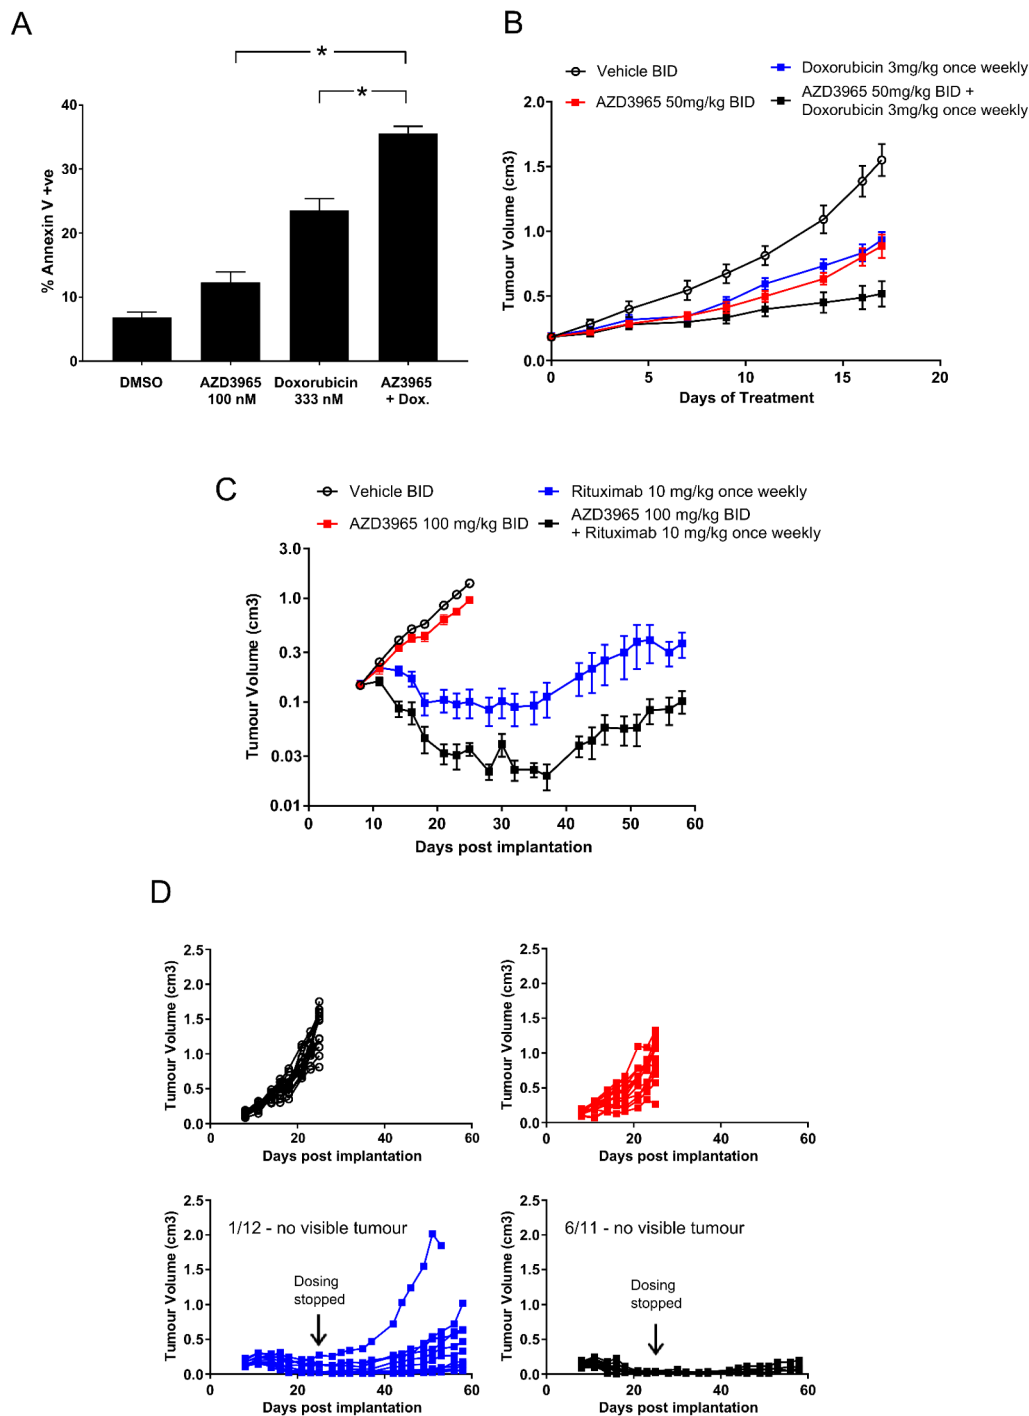 A
*
*
% Annexin V +ve
40
30
20
10
0
DMSO
AZD3965
100 nM
Doxorubicin
333 nM
AZ3965
+ Dox.
B
Vehicle BID
AZD3965 50mg/kg BID
Doxorubicin 3mg/kg once weekly
AZD3965 50mg/kg BID +
Doxorubicin 3mg/kg once weekly
Tumour Volume (cm3)
2.0
1.5
1.0
0.5
0.0
0 5 10 15 20
Days of Treatment
C
Vehicle BID
AZD3965 100 mg/kg BID
Rituximab 10 mg/kg once weekly
AZD3965 100 mg/kg BID
+ Rituximab 10 mg/kg once weekly
Tumour Volume (cm3)
3.0
1.0
0.3
0.1
0.03
0.01
0 10 20 30 40 50 60
Days post implantation
D
Tumour Volume (cm3)
2.5
2.0
1.5
1.0
0.5
0.0
0 20 40 60
Days post implantation
Tumour Volume (cm3)
2.5
2.0
1.5
1.0
0.5
0.0
0 20 40 60
Days post implantation
Tumour Volume (cm3)
2.5
2.0
1.5
1.0
0.5
0.0
1/12 - no visible tumour
Dosing
stopped
0 20 40 60
Days post implantation
Tumour Volume (cm3)
2.5
2.0
1.5
1.0
0.5
0.0
6/11 - no visible tumour
Dosing
stopped
0 20 40 60
Days post implantation